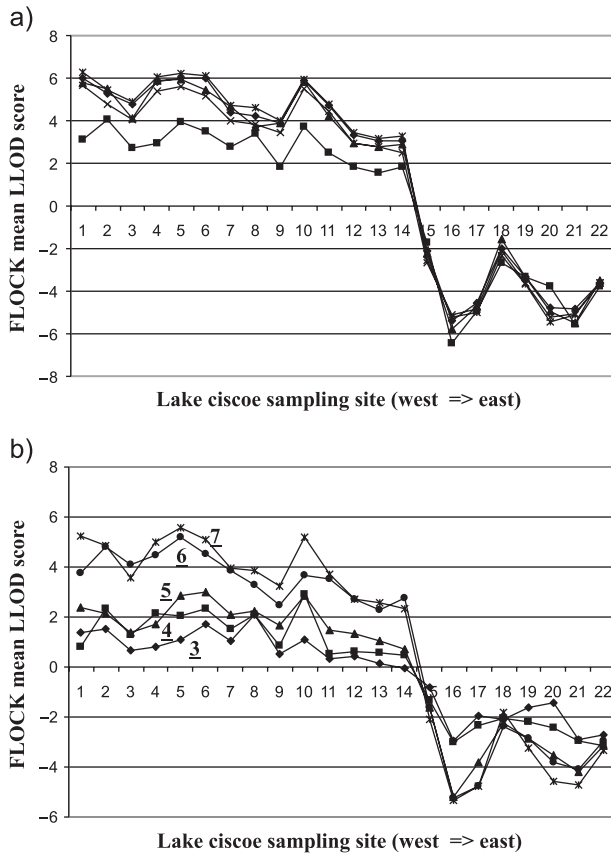 a)
8
6
4
2
0
−2
−4
−6
−8
1 2 3 4 5 6 7 8 9 10 11 12 13 14 15 16 17 18 19 20 21 22
FLOCK mean LLOD score
Lake ciscoe sampling site (west => east)
b)
8
6
4
2
0
−2
−4
−6
1 2 3 4 5 6 7 8 9 10 11 12 13 14 15 16 17 18 19 20 21 22
7
6
5
4
3
FLOCK mean LLOD score
Lake ciscoe sampling site (west => east)